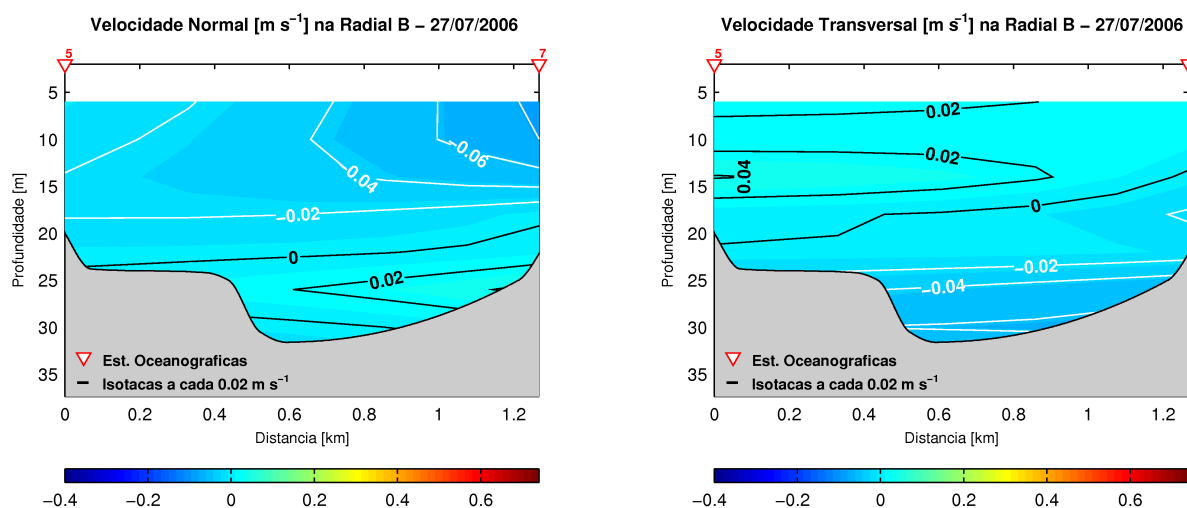 Velocidade Normal [m s⁻¹] na Radial B – 27/07/2006
5 7
5
10
15
20
25
30
35
Profundidade [m]
−0.06
−0.04
−0.02
0
0.02
Est. Oceanograficas
Isotacas a cada 0.02 m s⁻¹
0 0.2 0.4 0.6 0.8 1 1.2
Distancia [km]
−0.4 −0.2 0 0.2 0.4 0.6
Velocidade Transversal [m s⁻¹] na Radial B – 27/07/2006
5
5
10
15
20
25
30
35
Profundidade [m]
0.02
0.02
0.04
0
−0.02
−0.04
Est. Oceanograficas
Isotacas a cada 0.02 m s⁻¹
0 0.2 0.4 0.6 0.8 1 1.2
Distancia [km]
−0.4 −0.2 0 0.2 0.4 0.6